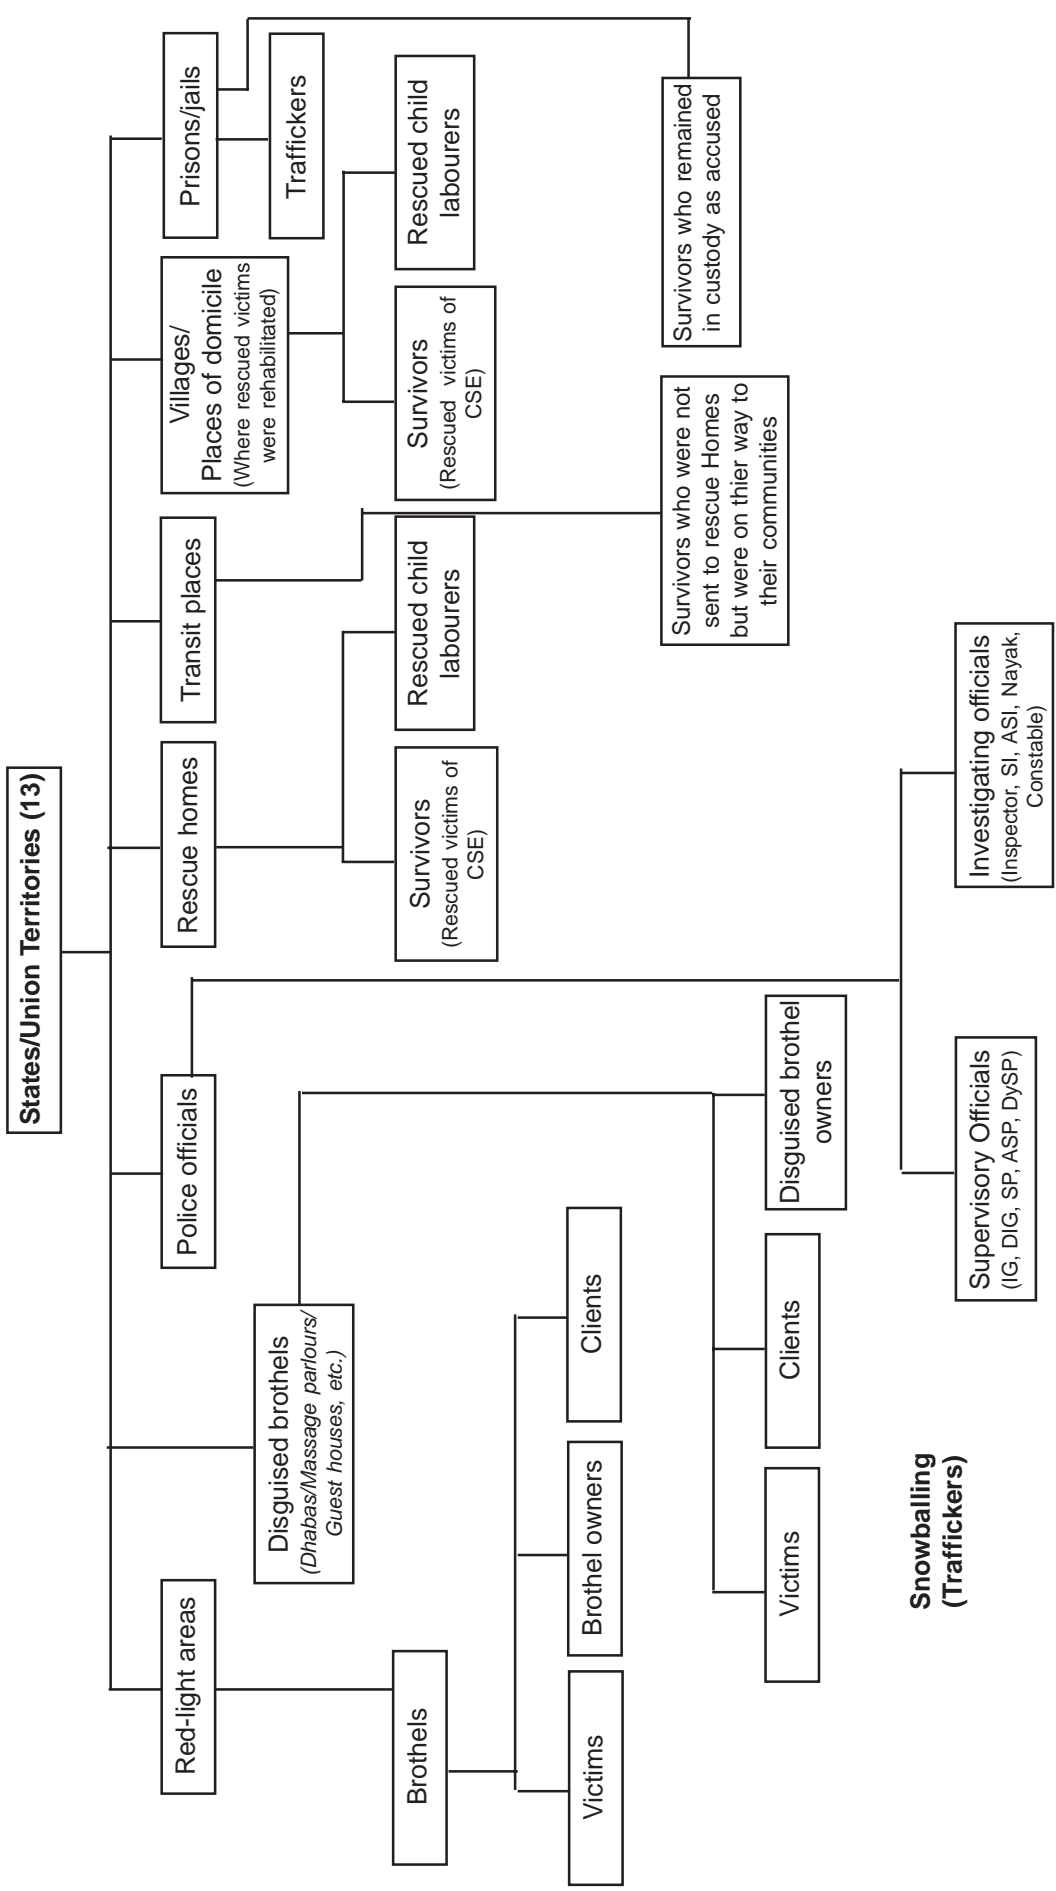 States/Union Territories (13)
Red-light areas
Disguised brothels
(Dhabas/Massage parlours/
Guest houses, etc.)
Police officials
Rescue homes
Transit places
Villages/
Places of domicile
(Where rescued victims
were rehabilitated)
Prisons/jails
Traffickers
Brothels
Survivors
(Rescued victims of
CSE)
Rescued child
labourers
Survivors
(Rescued victims of
CSE)
Rescued child
labourers
Victims
Brothel owners
Clients
Survivors who were not
sent to rescue Homes
but were on thier way to
their communities
Survivors who remained
in custody as accused
Victims
Clients
Disguised brothel
owners
Snowballing
(Traffickers)
Supervisory Officials
(IG, DIG, SP, ASP, DySP)
Investigating officials
(Inspector, SI, ASI, Nayak,
Constable)